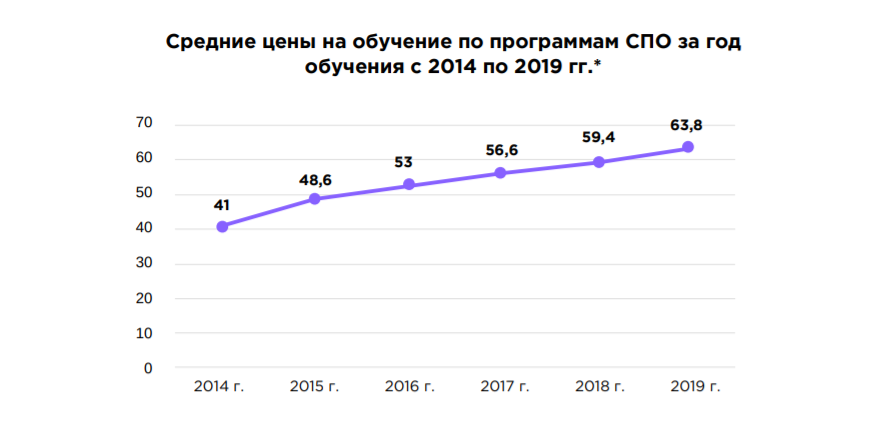 Средние цены на обучение по программам СПО за год
обучения с 2014 по 2019 гг.*
70
60
50
40
30
20
10
0
41
48,6
53
56,6
59,4
63,8
2014 г.
2015 г.
2016 г.
2017 г.
2018 г.
2019 г.